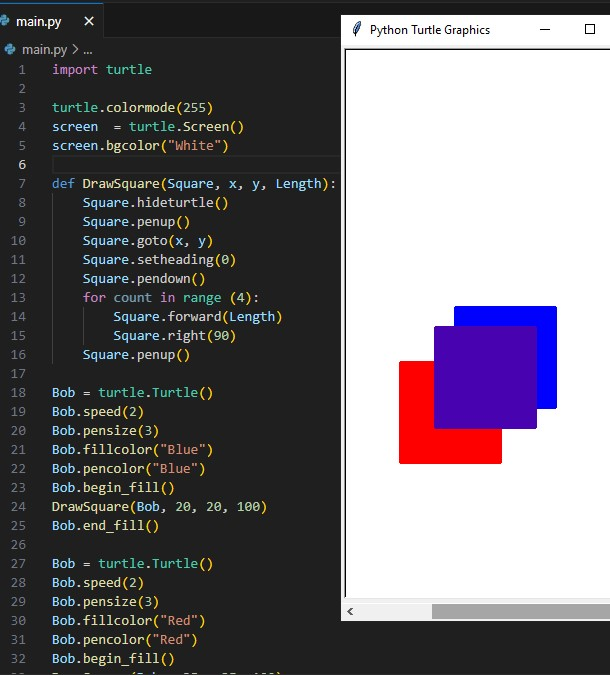 main.py ×
main.py > ...
Python Turtle Graphics
1 import turtle
2
3 turtle.colormode(255)
4 screen  = turtle.Screen()
5 screen.bgcolor("White")
6
7 def DrawSquare(Square, x, y, Length):
8     Square.hideturtle()
9     Square.penup()
10     Square.goto(x, y)
11     Square.setheading(0)
12     Square.pendown()
13     for count in range (4):
14         Square.forward(Length)
15         Square.right(90)
16     Square.penup()
17
18 Bob = turtle.Turtle()
19 Bob.speed(2)
20 Bob.pensize(3)
21 Bob.fillcolor("Blue")
22 Bob.pencolor("Blue")
23 Bob.begin_fill()
24 DrawSquare(Bob, 20, 20, 100)
25 Bob.end_fill()
26
27 Bob = turtle.Turtle()
28 Bob.speed(2)
29 Bob.pensize(3)
30 Bob.fillcolor("Red")
31 Bob.pencolor("Red")
32 Bob.begin_fill()